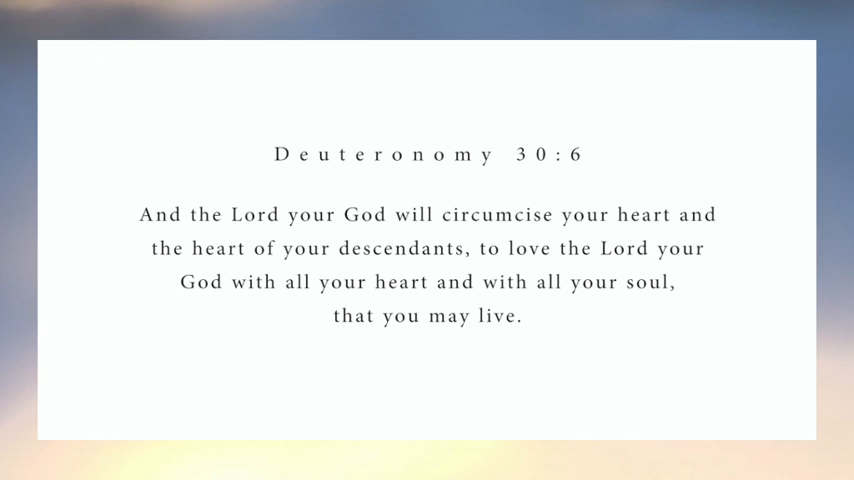 Deuteronomy 30:6
And the Lord your God will circumcise your heart and
the heart of your descendants, to love the Lord your
God with all your heart and with all your soul,
that you may live.